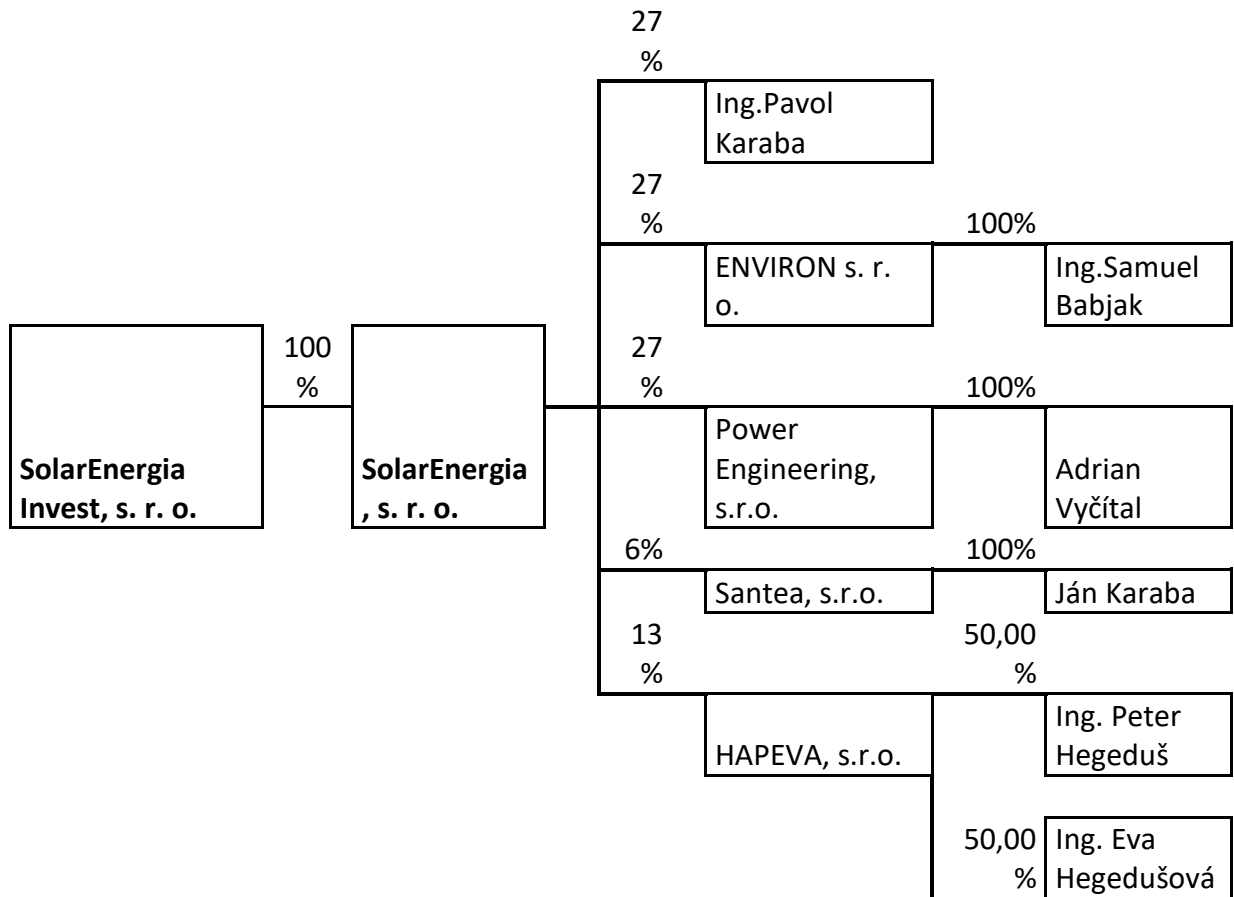 27
%
Ing.Pavol
Karaba
27
%
100%
ENVIRON s. r.
o.
Ing.Samuel
Babjak
SolarEnergia
Invest, s. r. o.
100
%
SolarEnergia
, s. r. o.
27
%
100%
Power
Engineering,
s.r.o.
Adrian
Vyčítal
6%
100%
Santea, s.r.o.
Ján Karaba
13
%
50,00
%
HAPEVA, s.r.o.
Ing. Peter
Hegeduš
50,00
%
Ing. Eva
Hegedušová